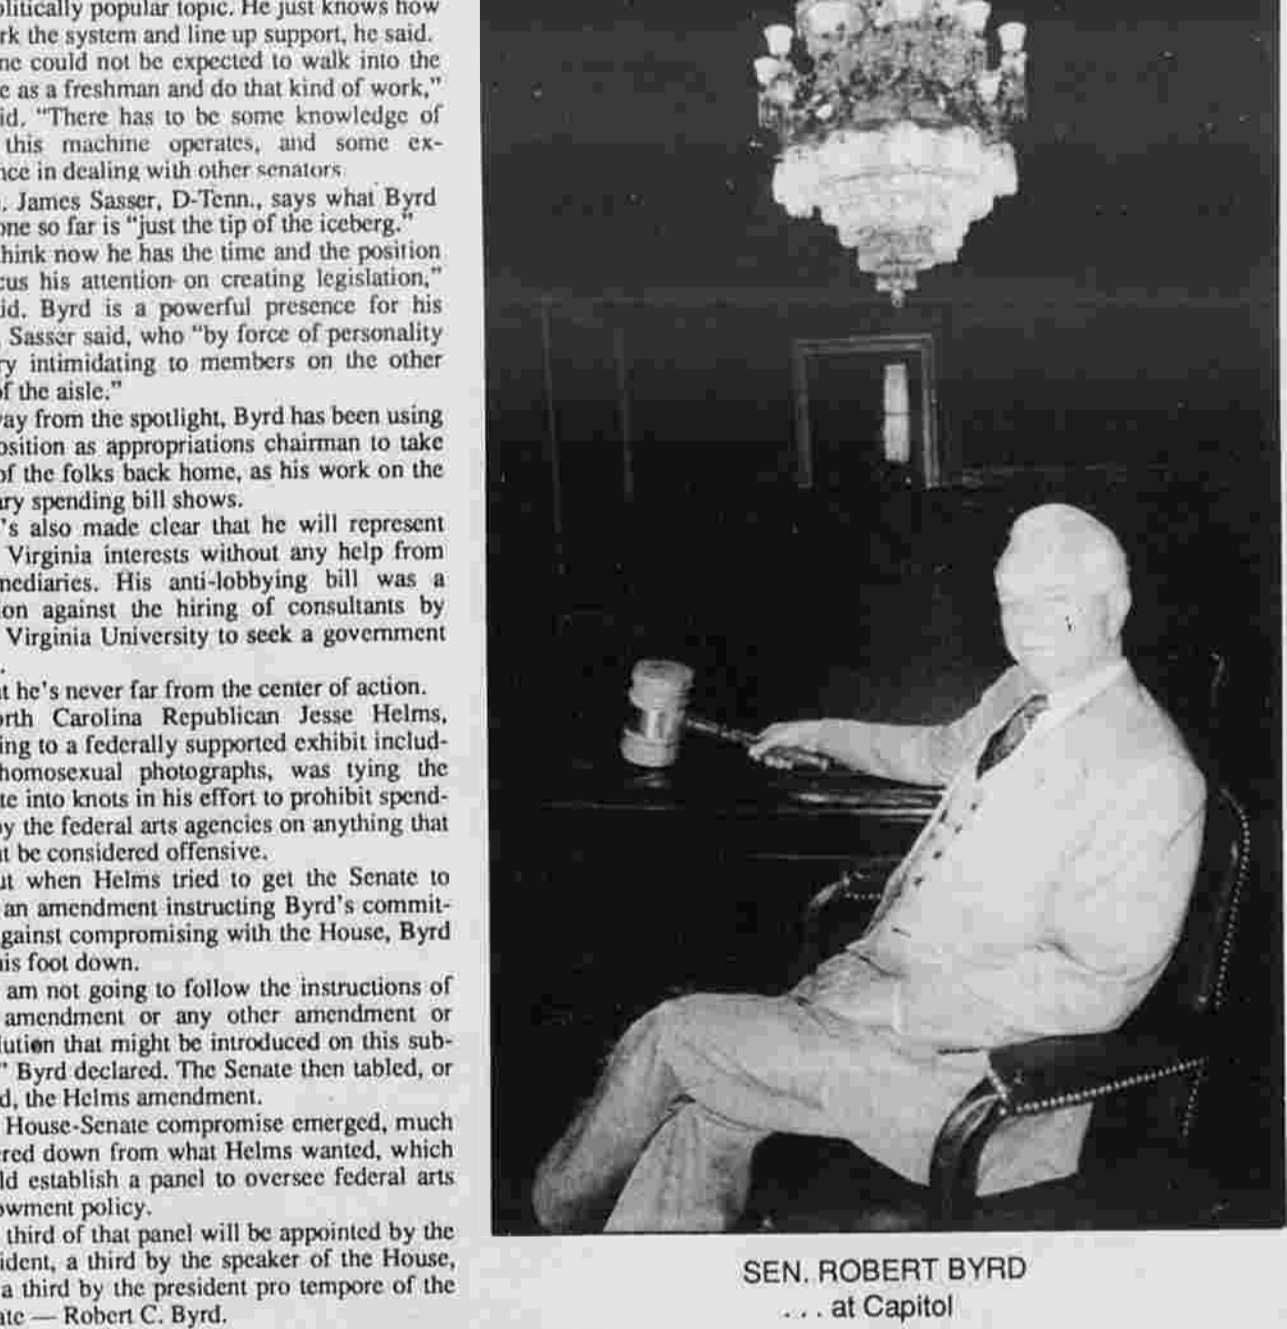 olitically popular topic. He just knows how
rk the system and line up support, he said.
ne could not be expected to walk into the
e as a freshman and do that kind of work,"
id. "There has to be some knowledge of
this machine operates, and some ex-
nce in dealing with other senators
. James Sasser, D-Tenn., says what Byrd
one so far is "just the tip of the iceberg."
hink now he has the time and the position
cus his attention on creating legislation,"
id. Byrd is a powerful presence for his
, Sasser said, who "by force of personality
ry intimidating to members on the other
of the aisle."
ay from the spotlight, Byrd has been using
osition as appropriations chairman to take
of the folks back home, as his work on the
ary spending bill shows.
's also made clear that he will represent
Virginia interests without any help from
mediaries. His anti-lobbying bill was a
ion against the hiring of consultants by
Virginia University to seek a government
.
t he's never far from the center of action.
orth Carolina Republican Jesse Helms,
ing to a federally supported exhibit includ-
homosexual photographs, was tying the
te into knots in his effort to prohibit spend-
by the federal arts agencies on anything that
t be considered offensive.
ut when Helms tried to get the Senate to
an amendment instructing Byrd's commit-
gainst compromising with the House, Byrd
his foot down.
am not going to follow the instructions of
amendment or any other amendment or
lution that might be introduced on this sub-
" Byrd declared. The Senate then tabled, or
d, the Helms amendment.
House-Senate compromise emerged, much
red down from what Helms wanted, which
ld establish a panel to oversee federal arts
owment policy.
third of that panel will be appointed by the
ident, a third by the speaker of the House,
a third by the president pro tempore of the
ate — Robert C. Byrd.
SEN. ROBERT BYRD
. . . at Capitol